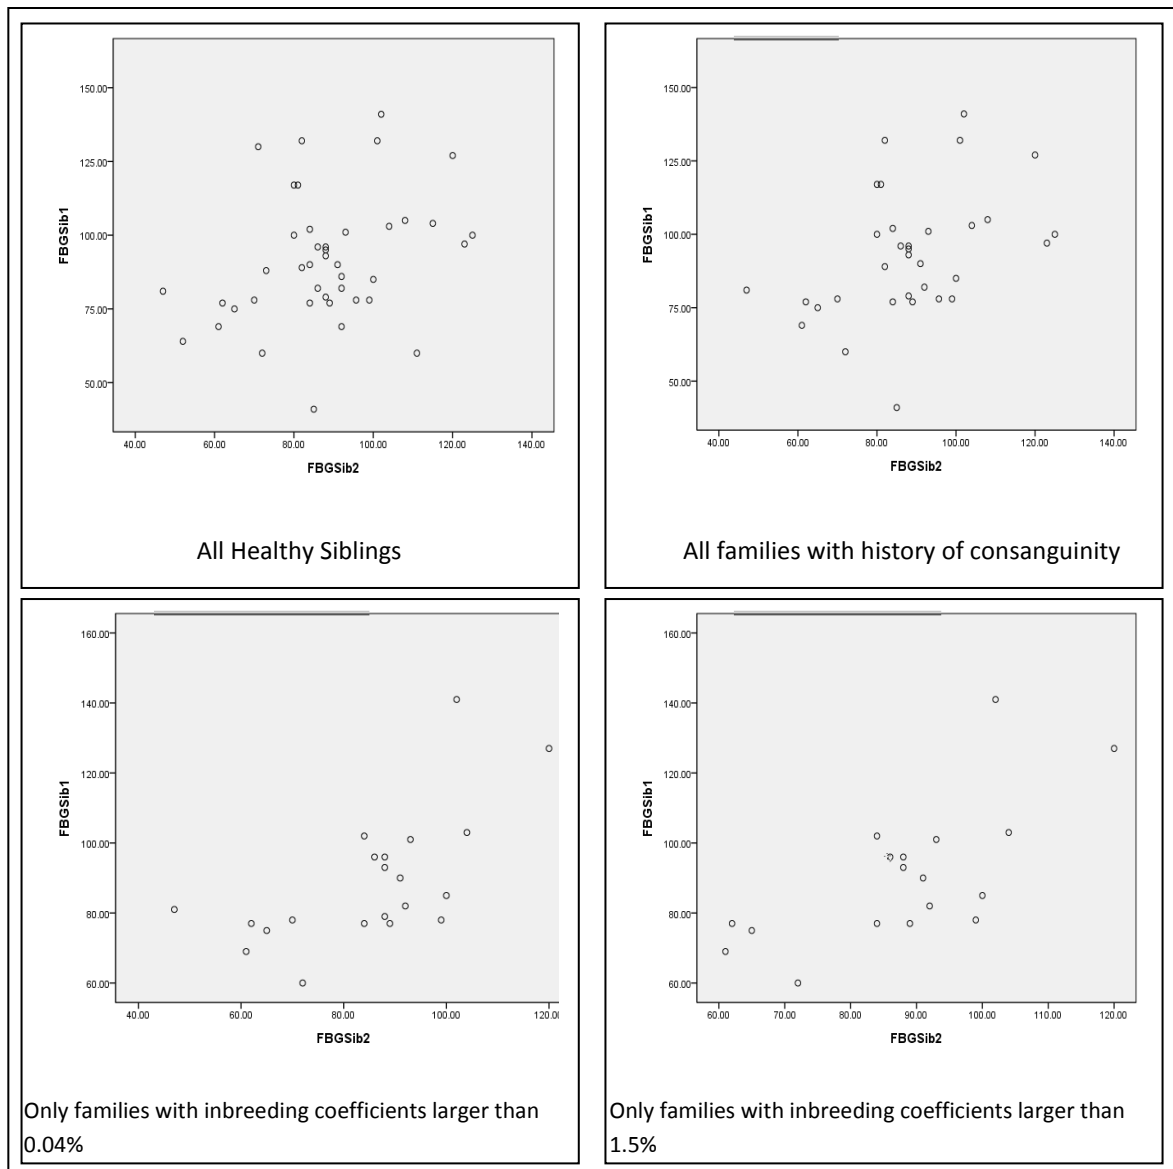 150.00
125.00
100.00
75.00
50.00
FBGSib1
40.00 60.00 80.00 100.00 120.00 140.00
FBGSib2
All Healthy Siblings
150.00
125.00
100.00
75.00
50.00
FBGSib1
40.00 60.00 80.00 100.00 120.00 140.00
FBGSib2
All families with history of consanguinity
160.00
140.00
120.00
100.00
80.00
60.00
FBGSib1
40.00 60.00 80.00 100.00 120.00
FBGSib2
Only families with inbreeding coefficients larger than
0.04%
160.00
140.00
120.00
100.00
80.00
60.00
FBGSib1
60.00 70.00 80.00 90.00 100.00 110.00 120.00
FBGSib2
Only families with inbreeding coefficients larger than
1.5%